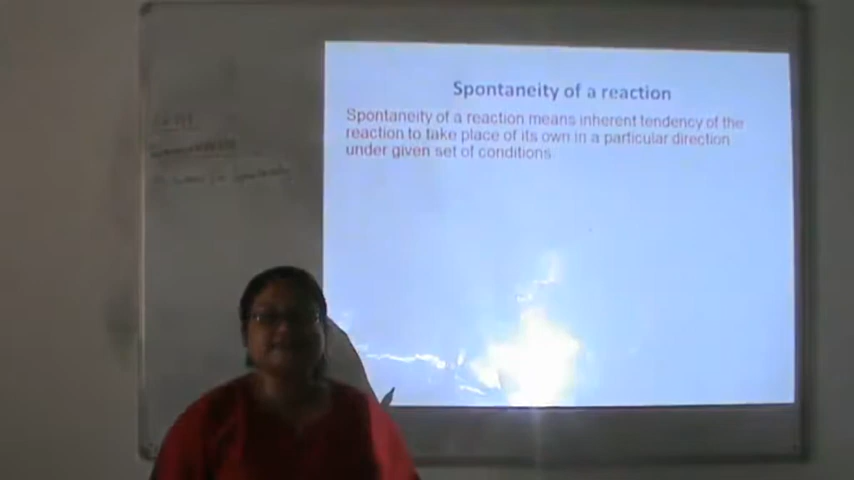 Spontaneity of a reaction
Spontaneity of a reaction means inherent tendency of the
reaction to take place of its own in a particular direction
under given set of conditions